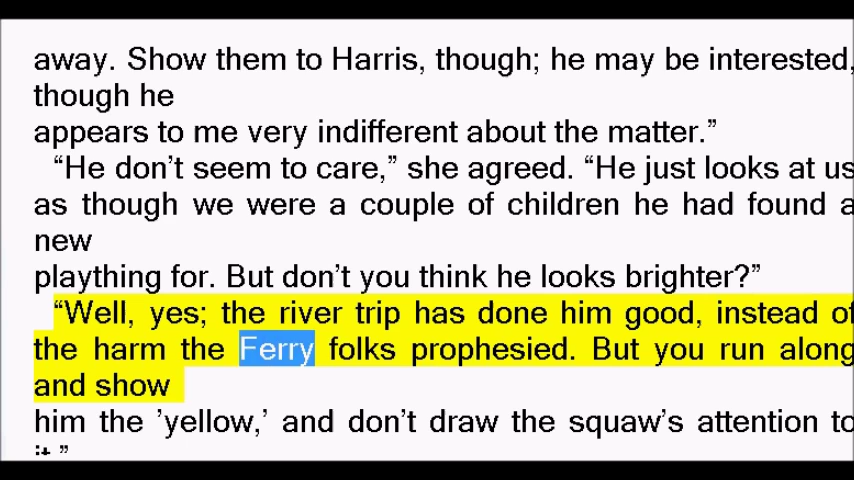 away. Show them to Harris, though; he may be interested,
though he
appears to me very indifferent about the matter.”
“He don’t seem to care,” she agreed. “He just looks at us
as though we were a couple of children he had found a
new
plaything for. But don’t you think he looks brighter?”
“Well, yes; the river trip has done him good, instead of
the harm the Ferry folks prophesied. But you run along
and show
him the ’yellow,’ and don’t draw the squaw’s attention to
it.”